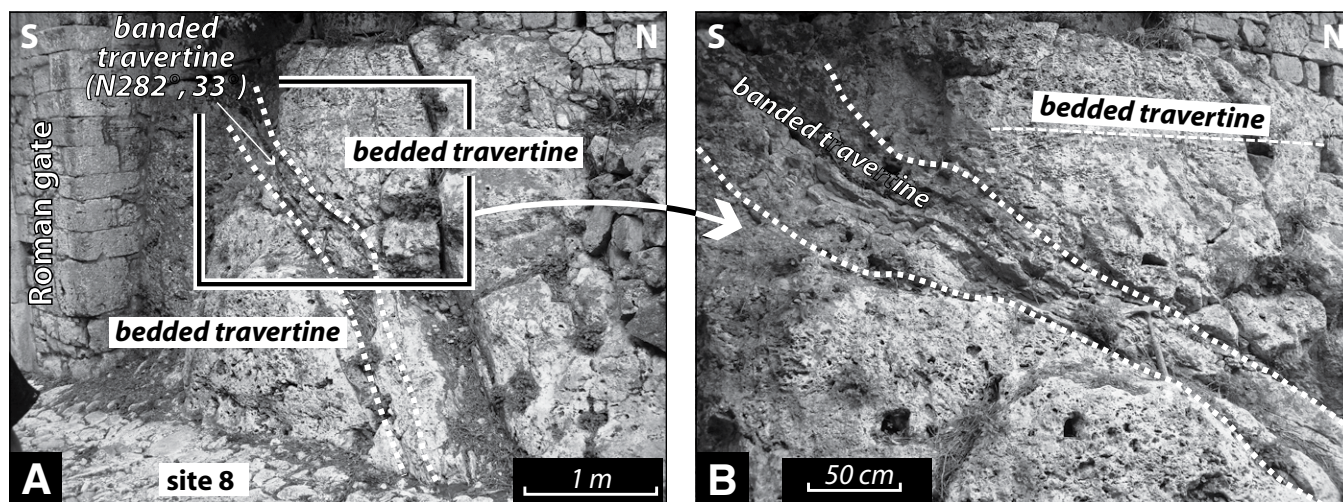 S
banded
travertine
(N282°, 33°)
N
Roman gate
bedded travertine
bedded travertine
A
site 8
1 m
S
N
banded travertine
bedded travertine
B
50 cm